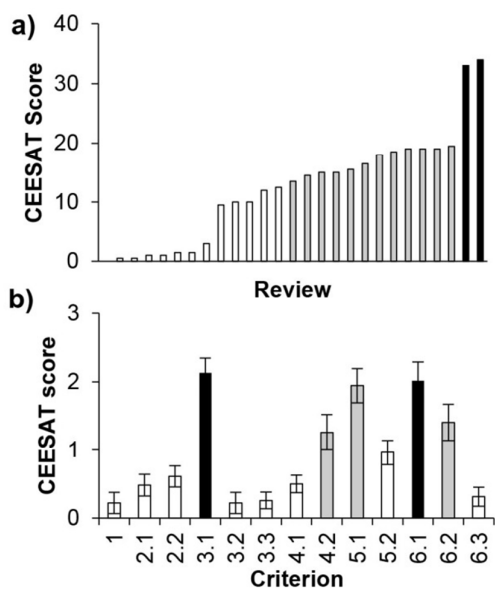 a)
40
30
20
10
0
CEESAT Score
Review
b)
3
2
1
0
CEESAT score
1 2.1 2.2 3.1 3.2 3.3 4.1 4.2 5.1 5.2 6.1 6.2 6.3
Criterion